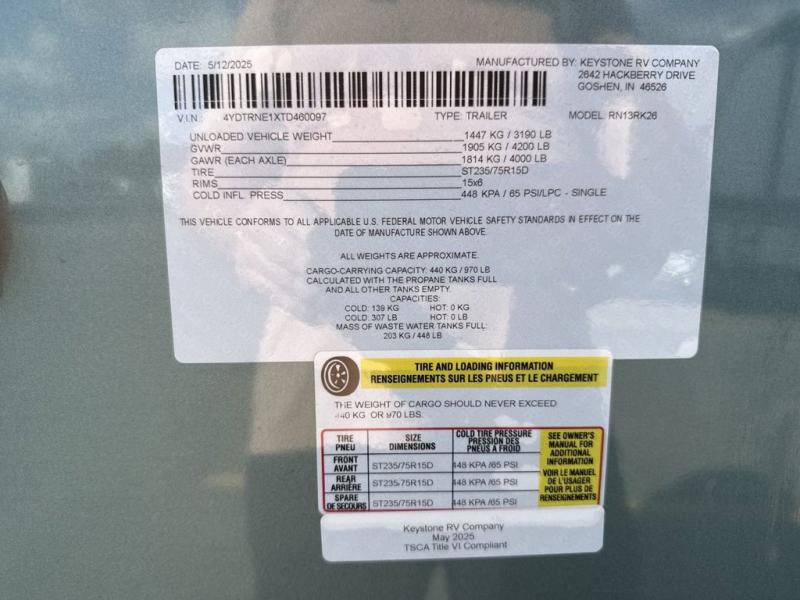 DATE: 5/12/2025
MANUFACTURED BY: KEYSTONE RV COMPANY
2642 HACKBERRY DRIVE
GOSHEN, IN 46526
V.I.N: 4YDTRNE1XTD460097 TYPE: TRAILER MODEL: RN13RK26
UNLOADED VEHICLE WEIGHT 1447 KG / 3190 LB
GVWR 1905 KG / 4200 LB
GAWR (EACH AXLE) 1814 KG / 4000 LB
TIRE ST235/75R15D
RIMS 15x6
COLD INFL. PRESS 448 KPA / 65 PSI/LPC - SINGLE
THIS VEHICLE CONFORMS TO ALL APPLICABLE U.S. FEDERAL MOTOR VEHICLE SAFETY STANDARDS IN EFFECT ON THE
DATE OF MANUFACTURE SHOWN ABOVE.
ALL WEIGHTS ARE APPROXIMATE.
CARGO-CARRYING CAPACITY: 440 KG / 970 LB
CALCULATED WITH THE PROPANE TANKS FULL
AND ALL OTHER TANKS EMPTY.
CAPACITIES:
COLD: 139 KG HOT: 0 KG
COLD: 307 LB HOT: 0 LB
MASS OF WASTE WATER TANKS FULL:
203 KG / 448 LB
TIRE AND LOADING INFORMATION
RENSEIGNEMENTS SUR LES PNEUS ET LE CHARGEMENT
THE WEIGHT OF CARGO SHOULD NEVER EXCEED
440 KG OR 970 LBS.
TIRE
PNEU
SIZE
DIMENSIONS
COLD TIRE PRESSURE
PRESSION DES
PNEUS A FROID
SEE OWNER'S
MANUAL FOR
ADDITIONAL
INFORMATION
VOIR LE MANUEL
DE L'USAGER
POUR PLUS DE
RENSEIGNEMENTS
FRONT
AVANT
ST235/75R15D 448 KPA /65 PSI
REAR
ARRIÈRE
ST235/75R15D 448 KPA /65 PSI
SPARE
DE SECOURS
ST235/75R15D 448 KPA /65 PSI
Keystone RV Company
May 2025
TSCA Title VI Compliant